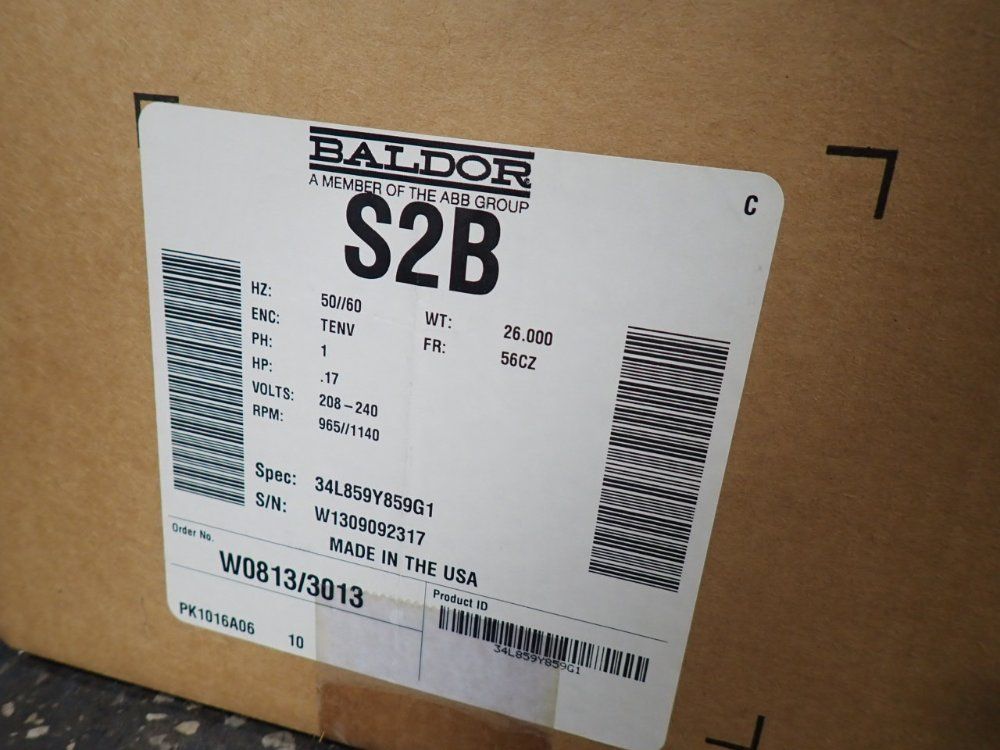 BALDOR
A MEMBER OF THE ABB GROUP
C
S2B
HZ: 50//60
ENC: TENV
PH: 1
HP: .17
VOLTS: 208-240
RPM: 965//1140
WT: 26.000
FR: 56CZ
Spec: 34L859Y859G1
S/N: W1309092317
MADE IN THE USA
Order No.
W0813/3013
PK1016A06 10
Product ID
34L859Y859G1